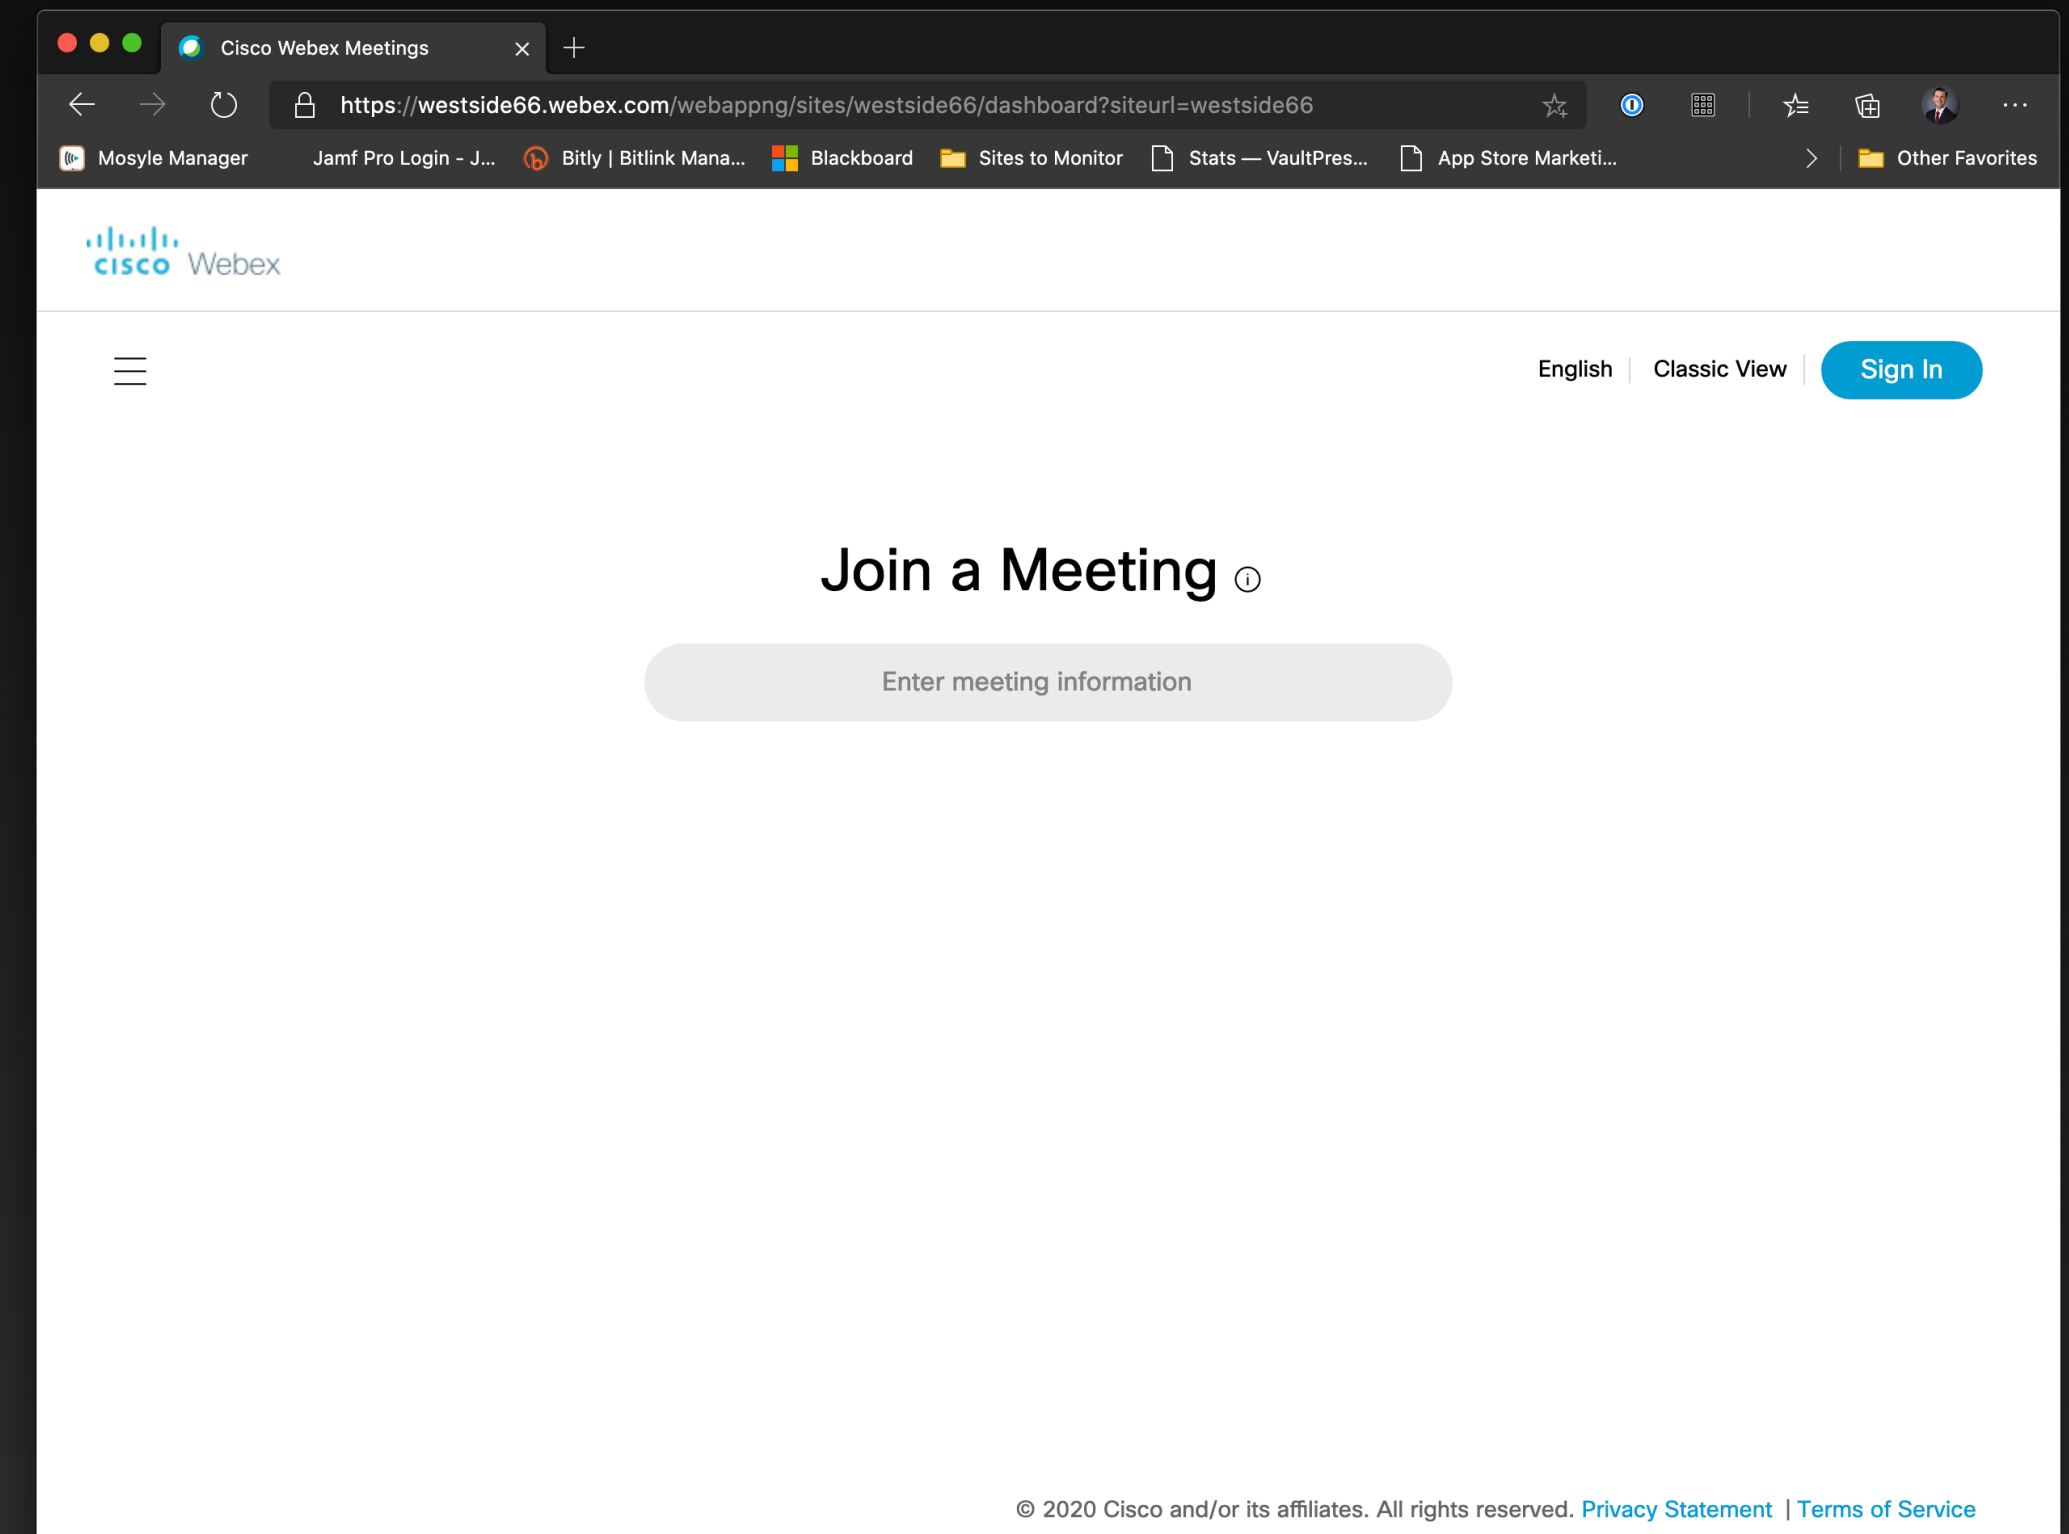 Cisco Webex Meetings
https://westside66.webex.com/webappng/sites/westside66/dashboard?siteurl=westside66
Mosyle Manager Jamf Pro Login - J... Bitly | Bitlink Mana... Blackboard Sites to Monitor Stats — VaultPres... App Store Marketi... Other Favorites
CISCO Webex
English Classic View Sign In
Join a Meeting
Enter meeting information
© 2020 Cisco and/or its affiliates. All rights reserved. Privacy Statement | Terms of Service